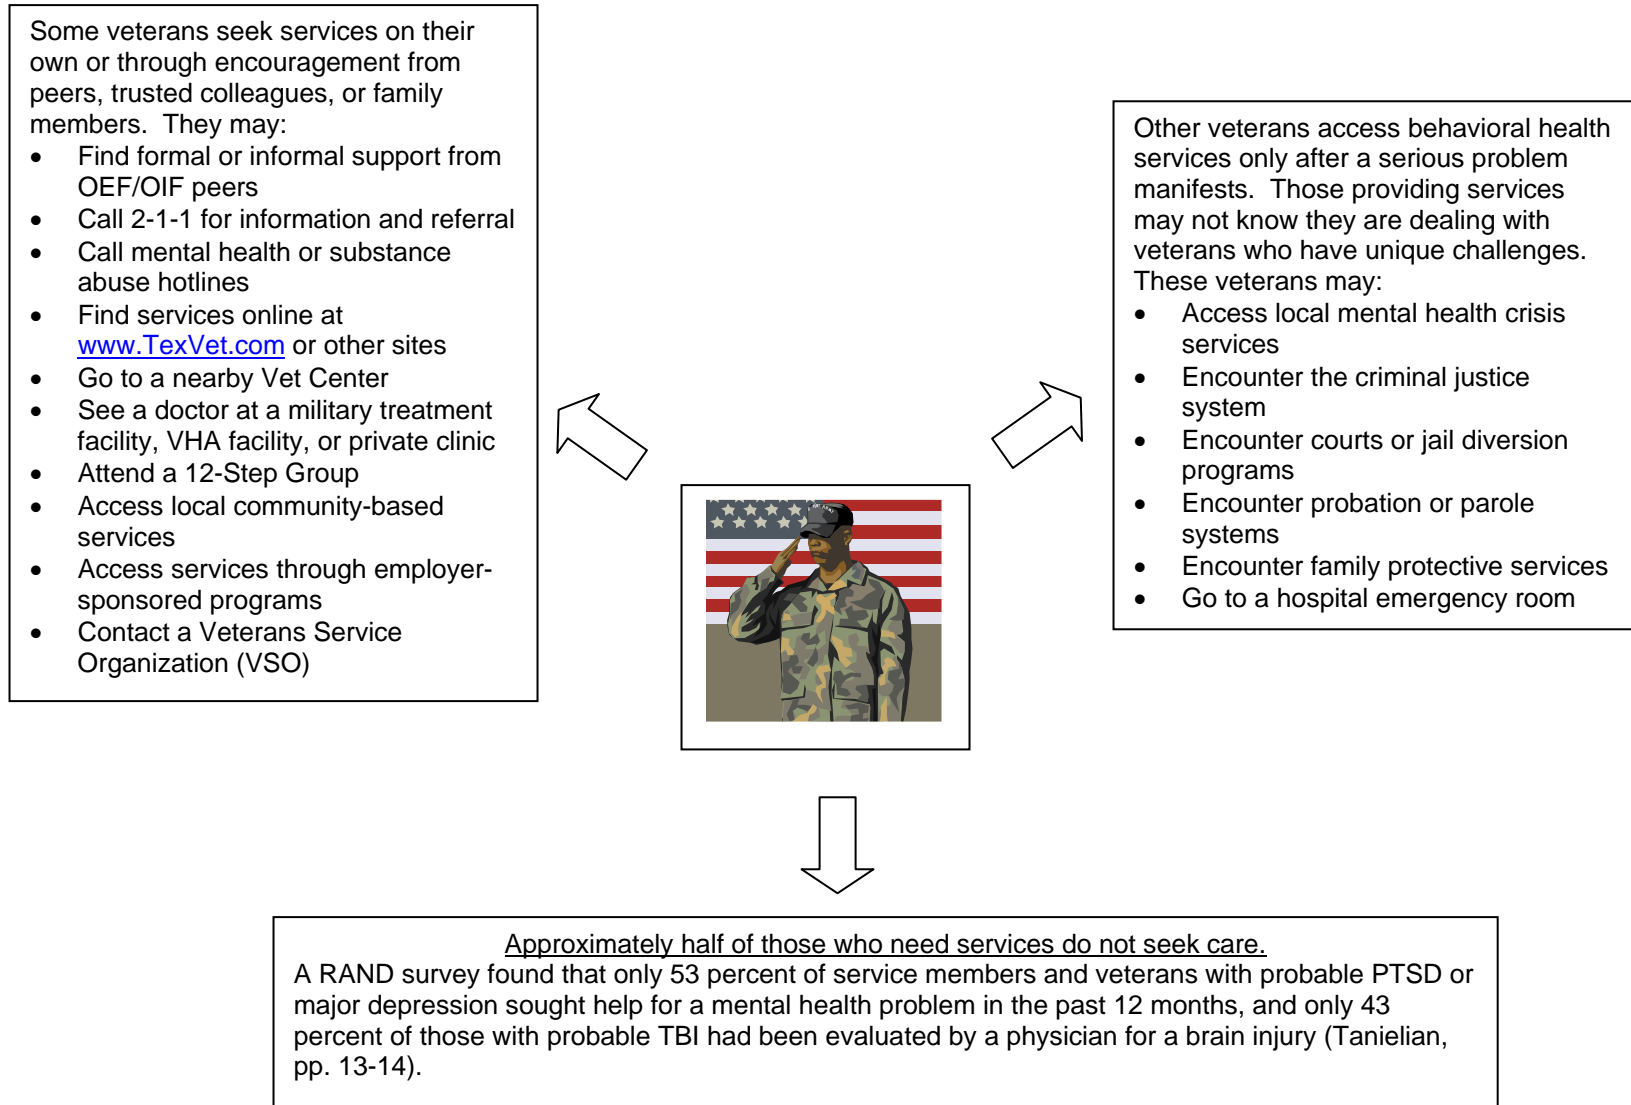 Some veterans seek services on their
own or through encouragement from
peers, trusted colleagues, or family
members.  They may:
• Find formal or informal support from
OEF/OIF peers
• Call 2-1-1 for information and referral
• Call mental health or substance
abuse hotlines
• Find services online at
www.TexVet.com or other sites
• Go to a nearby Vet Center
• See a doctor at a military treatment
facility, VHA facility, or private clinic
• Attend a 12-Step Group
• Access local community-based
services
• Access services through employer-
sponsored programs
• Contact a Veterans Service
Organization (VSO)
Other veterans access behavioral health
services only after a serious problem
manifests.  Those providing services
may not know they are dealing with
veterans who have unique challenges.
These veterans may:
• Access local mental health crisis
services
• Encounter the criminal justice
system
• Encounter courts or jail diversion
programs
• Encounter probation or parole
systems
• Encounter family protective services
• Go to a hospital emergency room
Approximately half of those who need services do not seek care.
A RAND survey found that only 53 percent of service members and veterans with probable PTSD or
major depression sought help for a mental health problem in the past 12 months, and only 43
percent of those with probable TBI had been evaluated by a physician for a brain injury (Tanielian,
pp. 13-14).